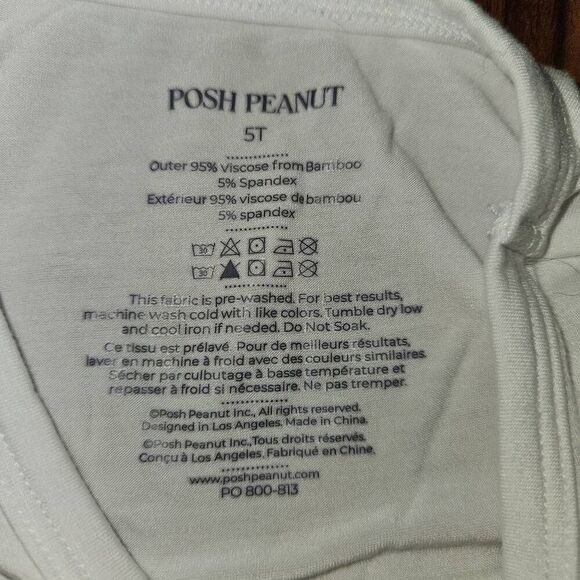 POSH PEANUT
5T
Outer 95% Viscose from Bamboo
5% Spandex
Extérieur 95% viscose de bambou
5% spandex
30
30
This fabric is pre-washed. For best results,
machine wash cold with like colors. Tumble dry low
and cool iron if needed. Do Not Soak.
Ce tissu est prélavé. Pour de meilleurs résultats,
laver en machine à froid avec des couleurs similaires.
Sécher par culbutage à basse température et
repasser à froid si nécessaire. Ne pas tremper.
©Posh Peanut Inc., All rights reserved.
Designed in Los Angeles. Made in China.
©Posh Peanut Inc.,Tous droits réservés.
Conçu à Los Angeles. Fabriqué en Chine.
www.poshpeanut.com
PO 800-813